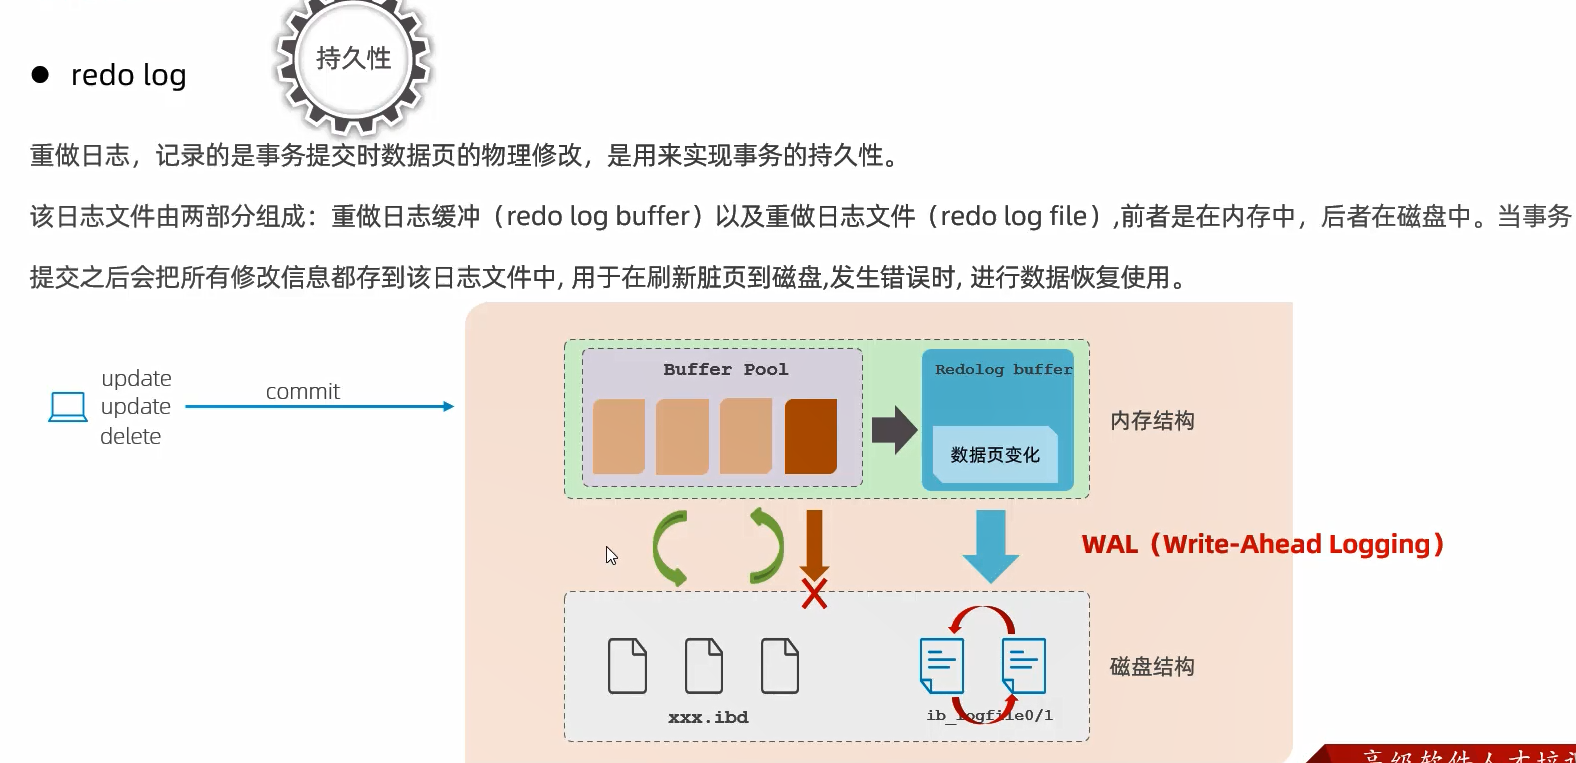 持久性
redo log
重做日志，记录的是事务提交时数据页的物理修改，是用来实现事务的持久性。
该日志文件由两部分组成：重做日志缓冲（redo log buffer）以及重做日志文件（redo log file）,前者是在内存中，后者在磁盘中。当事务
提交之后会把所有修改信息都存到该日志文件中, 用于在刷新脏页到磁盘,发生错误时, 进行数据恢复使用。
update
update
delete
commit
Buffer Pool
Redolog buffer
数据页变化
内存结构
WAL（Write-Ahead Logging）
磁盘结构
xxx.ibd
ib_logfile0/1
高级软件人才培训